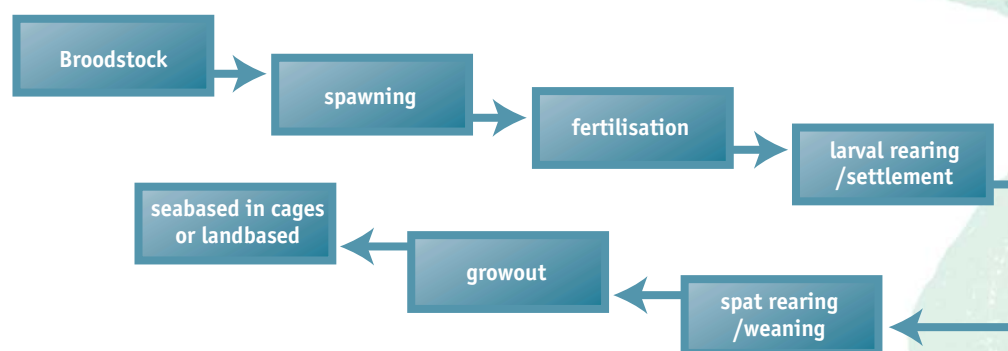 Broodstock
spawning
fertilisation
larval rearing
/settlement
spat rearing
/weaning
growout
seabased in cages
or landbased